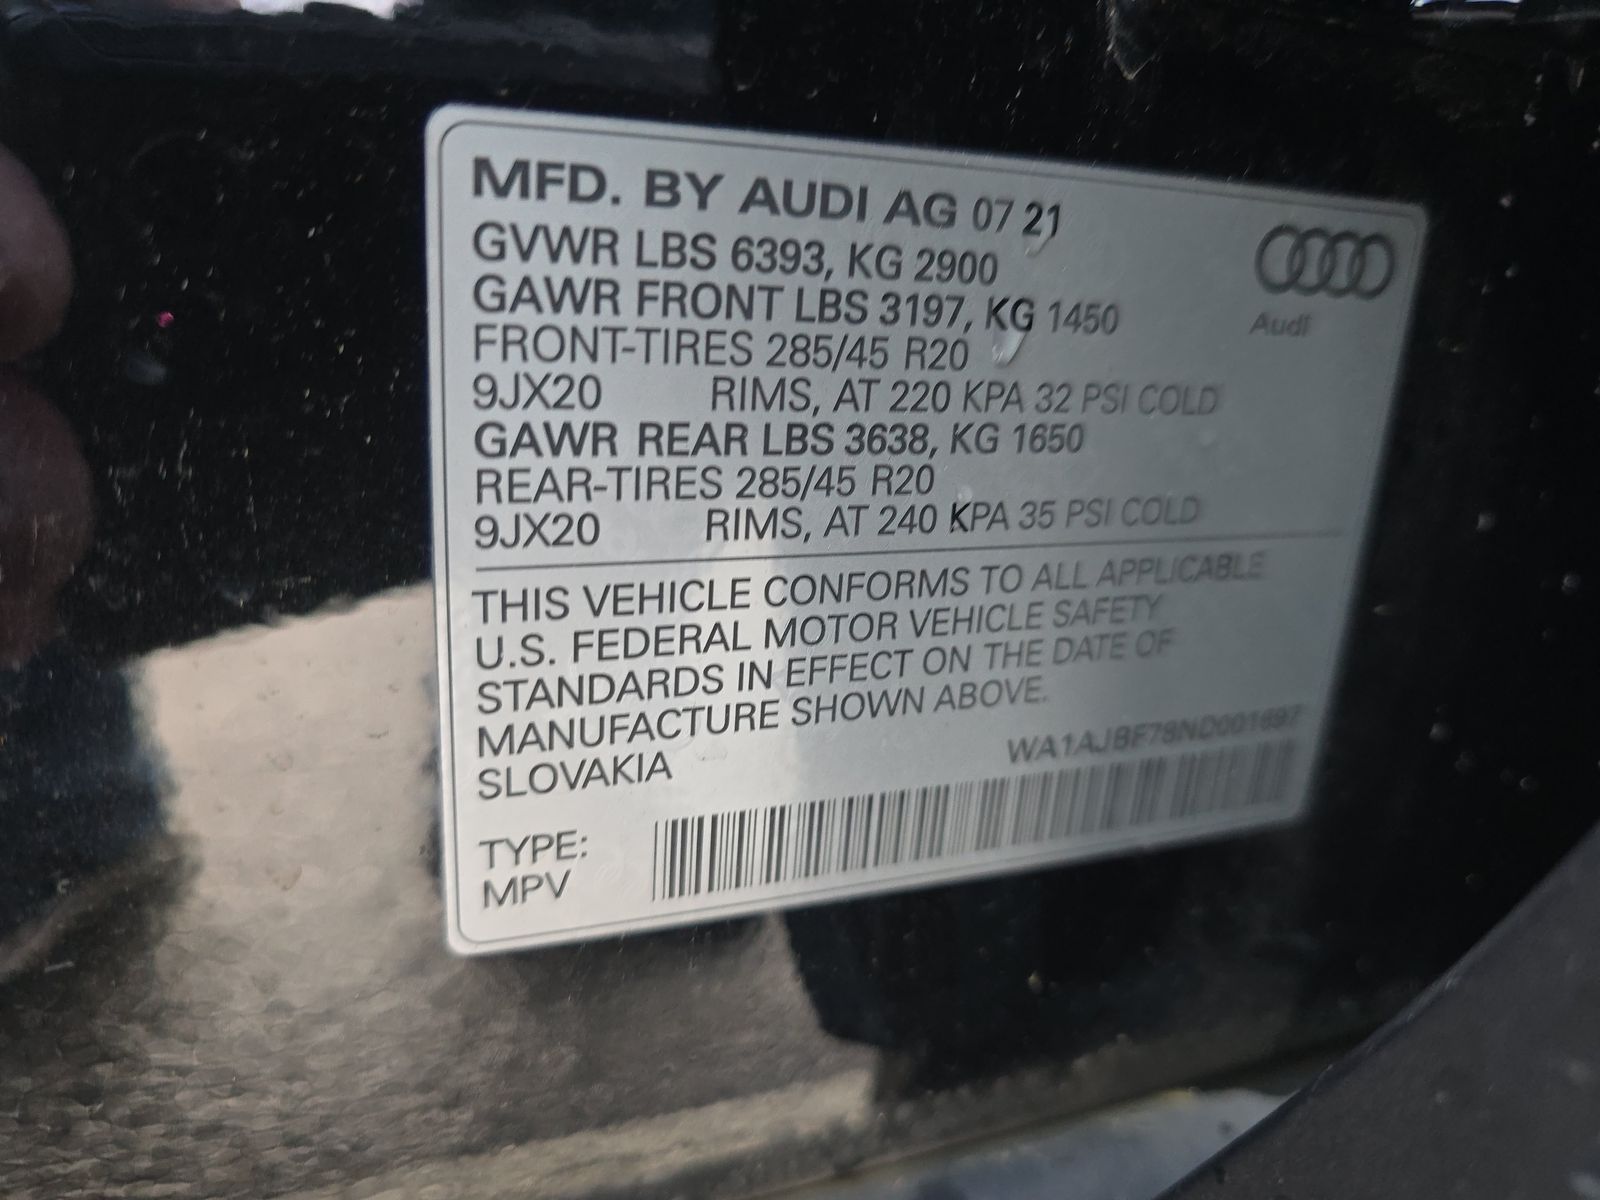 MFD. BY AUDI AG 07 21
GVWR LBS 6393, KG 2900
GAWR FRONT LBS 3197, KG 1450
Audi
FRONT-TIRES 285/45 R20
9JX20 RIMS, AT 220 KPA 32 PSI COLD
GAWR REAR LBS 3638, KG 1650
REAR-TIRES 285/45 R20
9JX20 RIMS, AT 240 KPA 35 PSI COLD
THIS VEHICLE CONFORMS TO ALL APPLICABLE
U.S. FEDERAL MOTOR VEHICLE SAFETY
STANDARDS IN EFFECT ON THE DATE OF
MANUFACTURE SHOWN ABOVE.
SLOVAKIA
WA1AJBF78ND001697
TYPE:
MPV